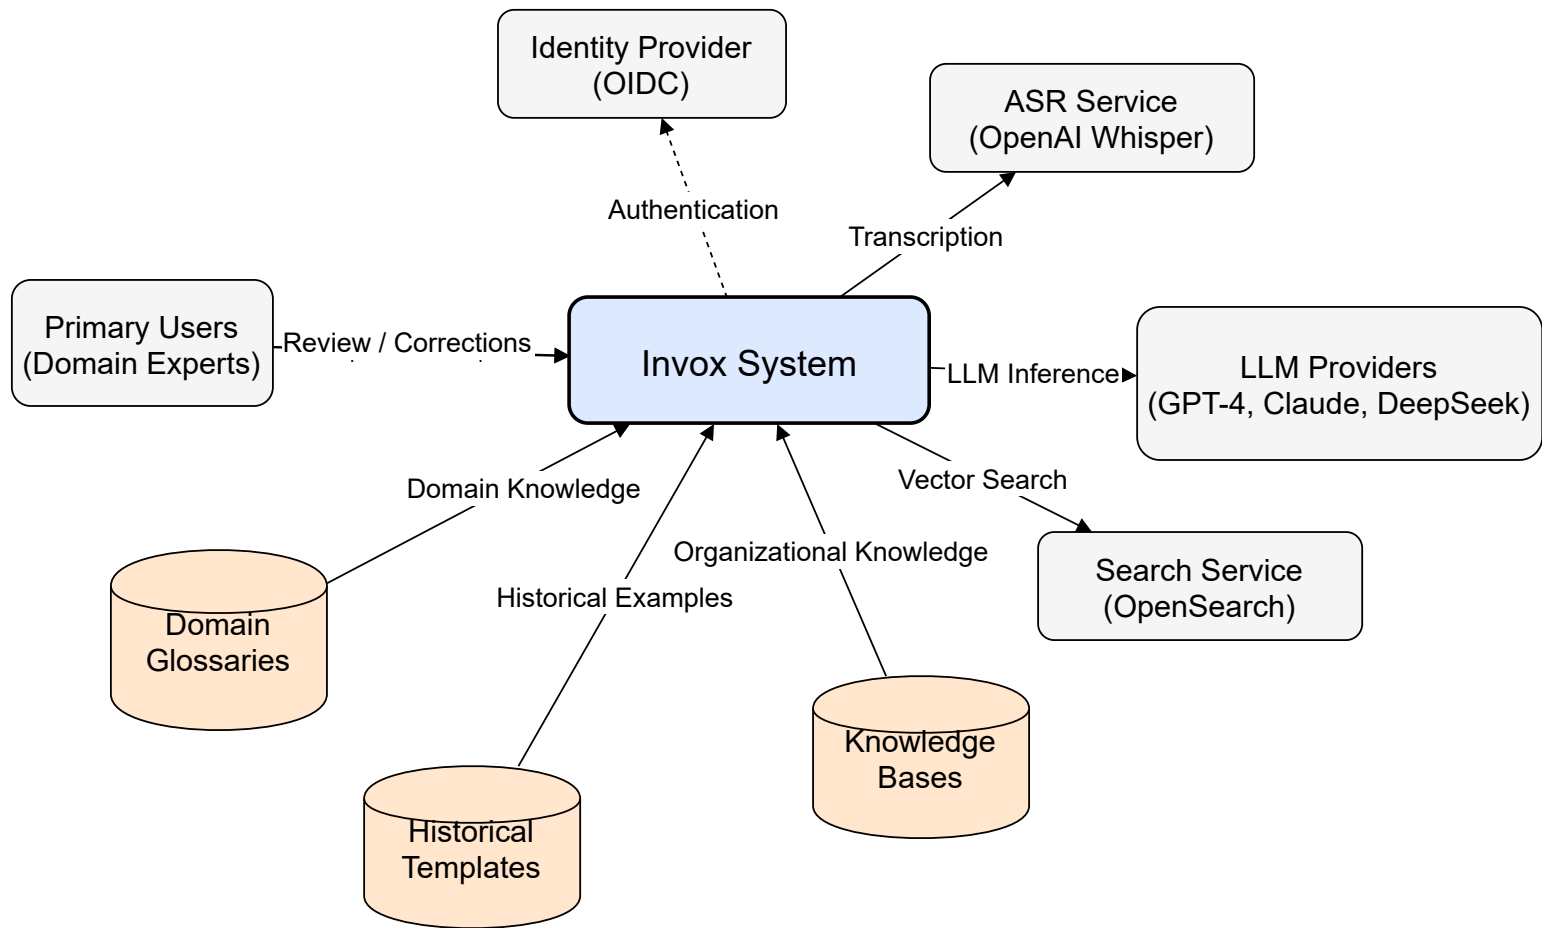 Identity Provider
(OIDC)
ASR Service
(OpenAI Whisper)
Authentication
Transcription
Primary Users
(Domain Experts)
Review / Corrections
Invox System
LLM Inference
LLM Providers
(GPT-4, Claude, DeepSeek)
Domain Knowledge
Vector Search
Organizational Knowledge
Historical Examples
Search Service
(OpenSearch)
Domain
Glossaries
Knowledge
Bases
Historical
Templates